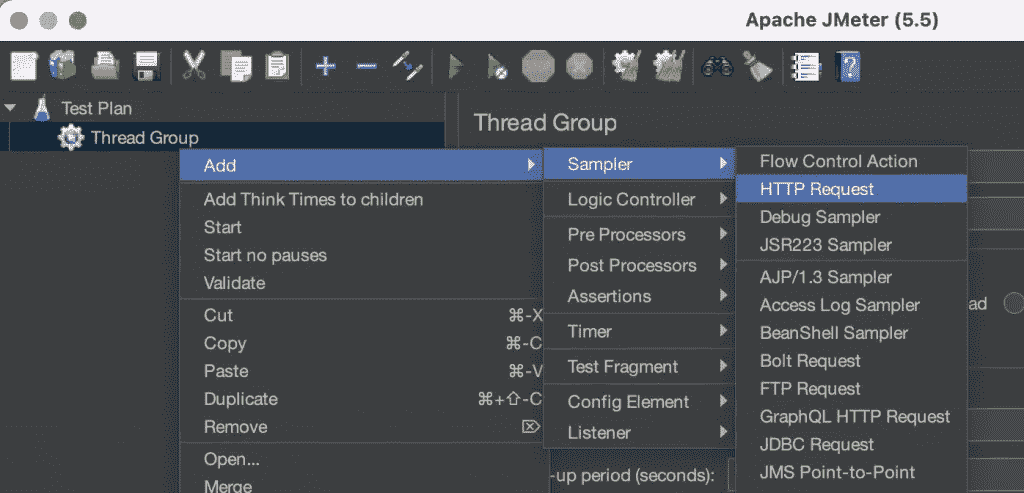 Apache JMeter (5.5)
Test Plan
Thread Group
Thread Group
Add
Add Think Times to children
Start
Start no pauses
Validate
Cut ⌘-X
Copy ⌘-C
Paste ⌘-V
Duplicate ⌘+⇧-C
Remove ⌦
Open...
Merge
Sampler
Logic Controller
Pre Processors
Post Processors
Assertions
Timer
Test Fragment
Config Element
Listener
Flow Control Action
HTTP Request
Debug Sampler
JSR223 Sampler
AJP/1.3 Sampler
Access Log Sampler
BeanShell Sampler
Bolt Request
FTP Request
GraphQL HTTP Request
JDBC Request
JMS Point-to-Point
ad
-up period (seconds):